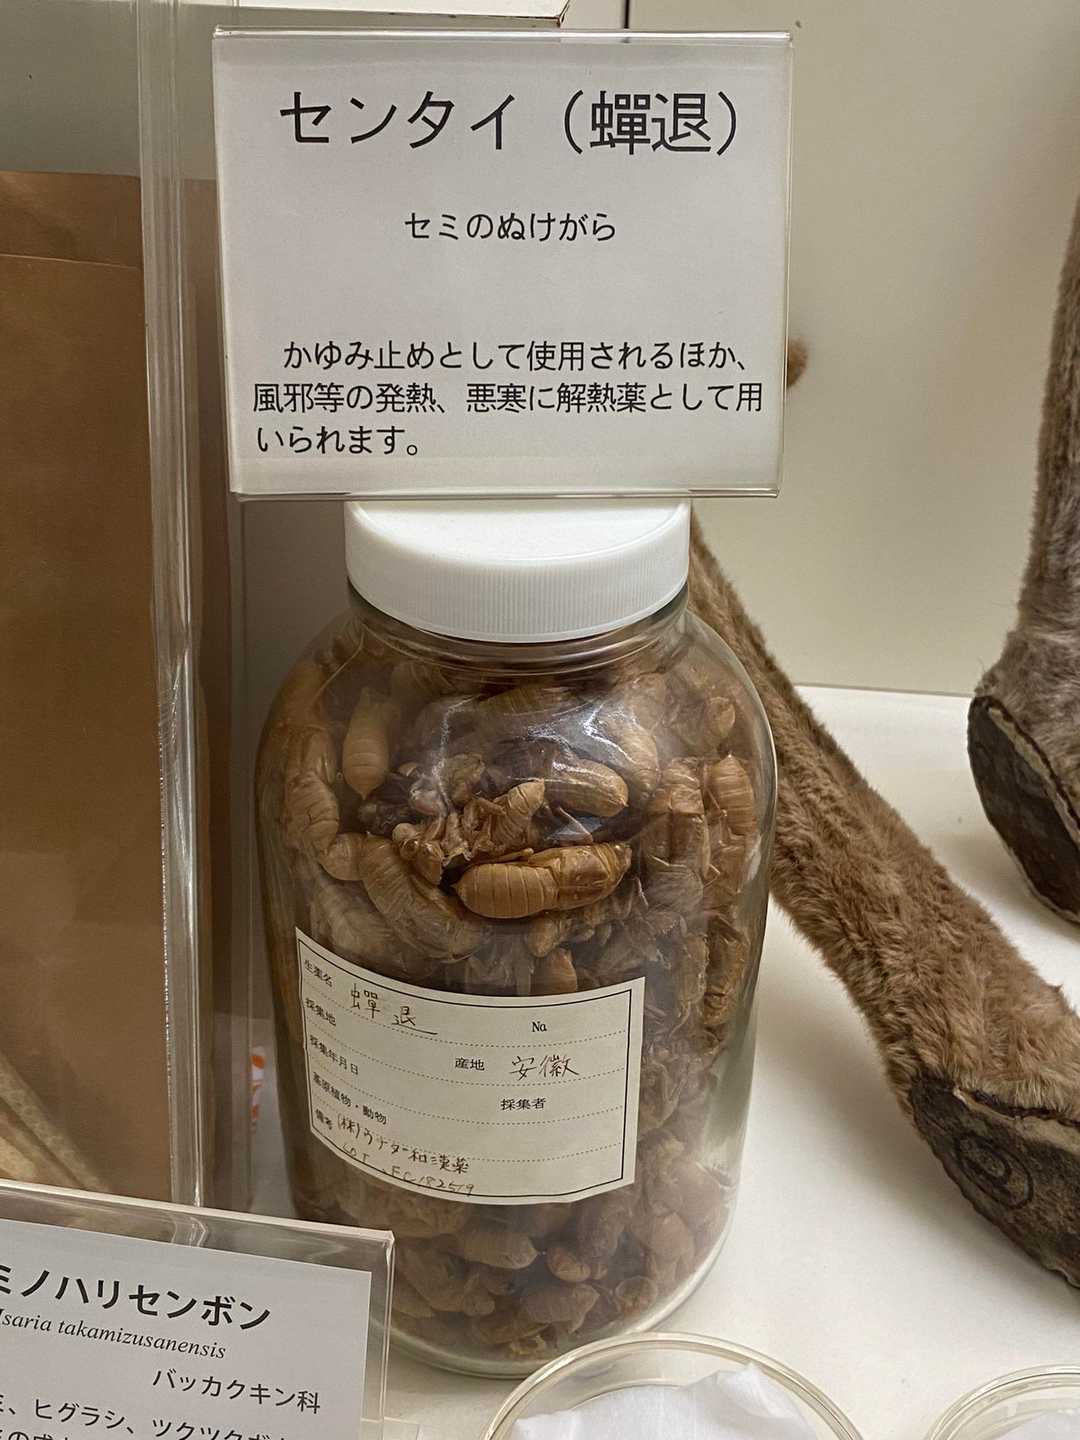 センタイ（蟬退）
セミのぬけがら
かゆみ止めとして使用されるほか、
風邪等の発熱、悪寒に解熱薬として用
いられます。
生薬名 蟬退 No
採集地 産地 安徽
採集年月日 採集者
基原植物・動物
備考 (株)ウチダ和漢薬
LOT. FC182519
ミノハリセンボン
Isaria takamizusanensis
バッカクキン科
ミ、ヒグラシ、ツクツクボ